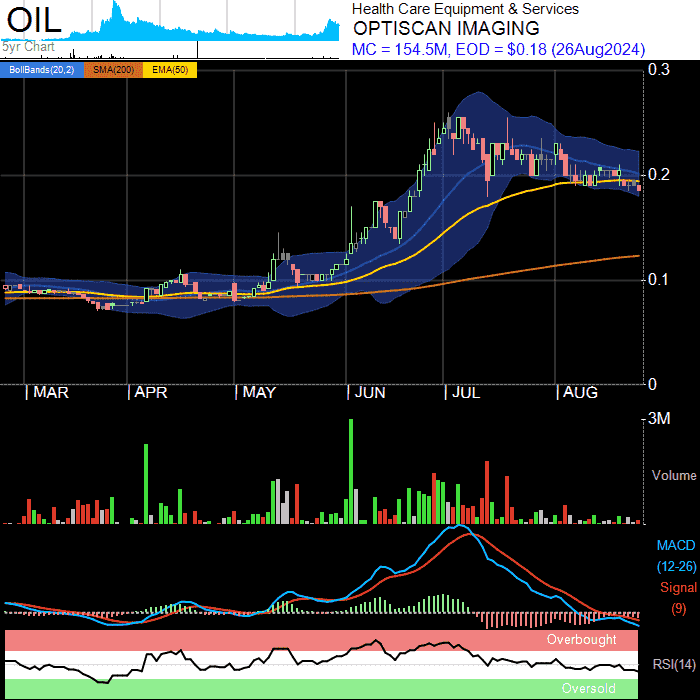 OIL
5yr Chart
Health Care Equipment & Services
OPTISCAN IMAGING
MC = 154.5M, EOD = $0.18 (26Aug2024)
BollBands(20,2) SMA(200) EMA(50)
0.3
0.2
0.1
0
MAR APR MAY JUN JUL AUG
3M
Volume
MACD
(12-26)
Signal
(9)
Overbought
RSI(14)
Oversold